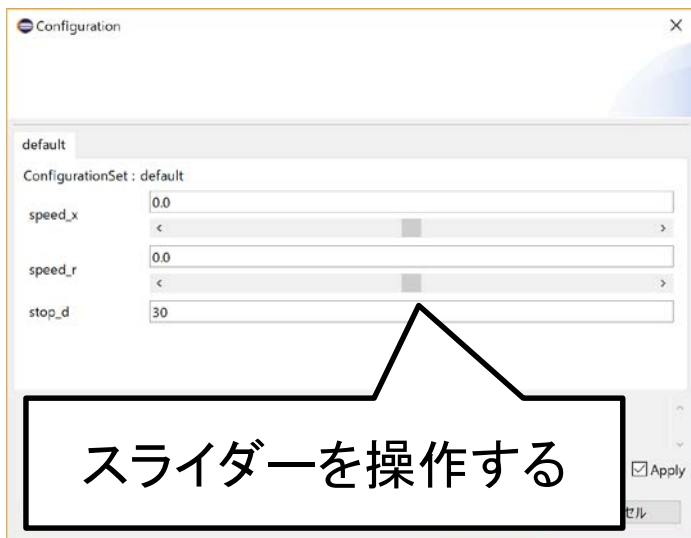 Configuration
default
ConfigurationSet : default
speed_x
0.0
speed_r
0.0
stop_d
30
スライダーを操作する
Apply
セル